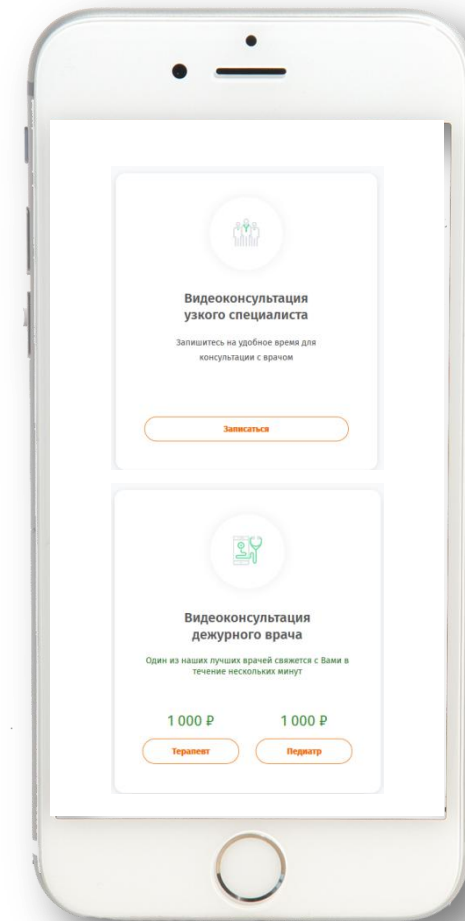 Видеоконсультация
узкого специалиста
Запишитесь на удобное время для
консультации с врачом
Записаться
Видеоконсультация
дежурного врача
Один из наших лучших врачей свяжется с Вами в
течение нескольких минут
1 000 ₽ 1 000 ₽
Терапевт Педиатр